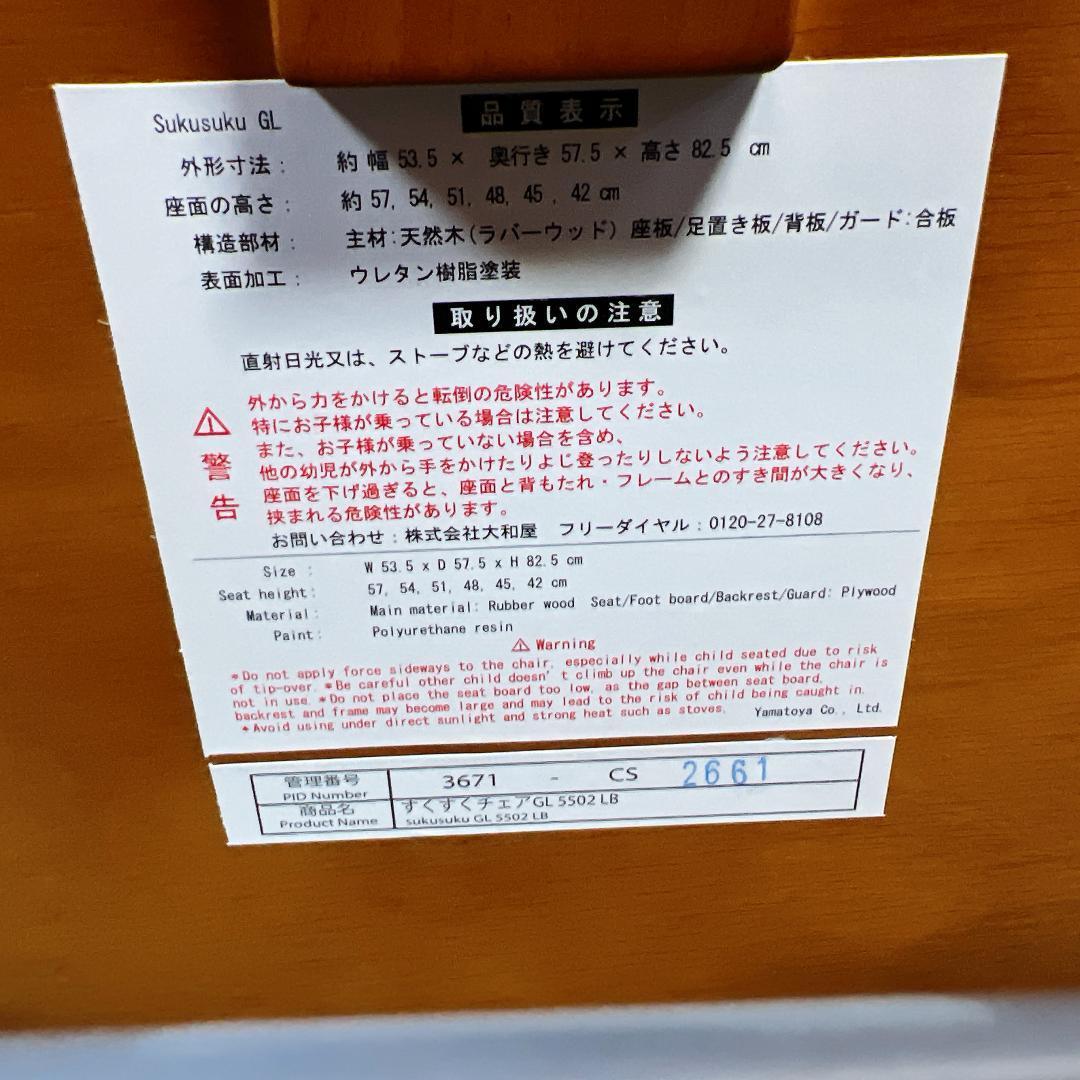 Sukusuku GL
品質表示
外形寸法： 約 幅 53.5 × 奥行き 57.5 × 高さ 82.5 cm
座面の高さ： 約 57, 54, 51, 48, 45 , 42 cm
構造部材： 主材:天然木(ラバーウッド) 座板/足置き板/背板/ガード:合板
表面加工： ウレタン樹脂塗装
取り扱いの注意
直射日光又は、ストーブなどの熱を避けてください。
警告
外から力をかけると転倒の危険性があります。
特にお子様が乗っている場合は注意してください。
また、お子様が乗っていない場合を含め、
他の幼児が外から手をかけたりよじ登ったりしないよう注意してください。
座面を下げ過ぎると、座面と背もたれ・フレームとのすき間が大きくなり、
挟まれる危険性があります。
お問い合わせ：株式会社大和屋 フリーダイヤル：0120-27-8108
Size : W 53.5 x D 57.5 x H 82.5 cm
Seat height: 57, 54, 51, 48, 45, 42 cm
Material: Main material: Rubber wood Seat/Foot board/Backrest/Guard: Plywood
Paint: Polyurethane resin
⚠ Warning
*Do not apply force sideways to the chair, especially while child seated due to risk
of tip-over. *Be careful other child doesn't climb up the chair even while the chair is
not in use. *Do not place the seat board too low, as the gap between seat board,
backrest and frame may become large and may lead to the risk of child being caught in.
*Avoid using under direct sunlight and strong heat such as stoves. Yamatoya Co., Ltd.
管理番号 3671 - CS 2661
PID Number
商品名 すくすくチェアGL 5502 LB
Product Name sukusuku GL 5502 LB